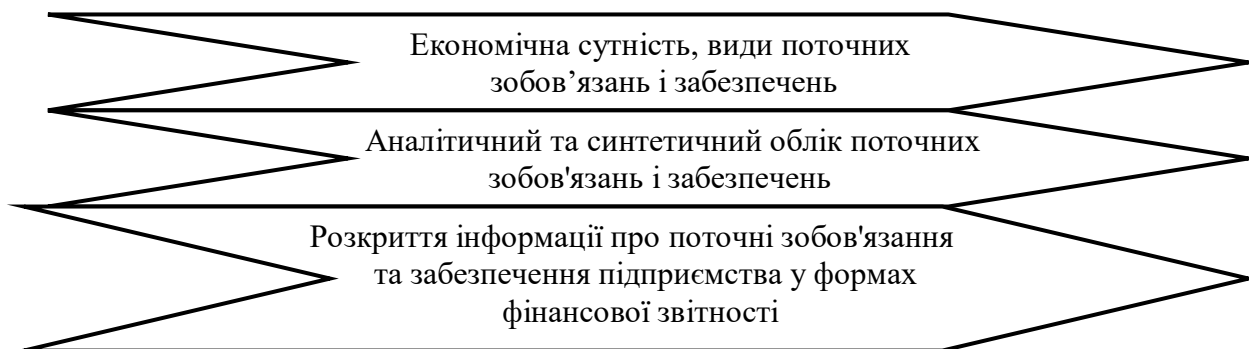 Економічна сутність, види поточних
зобов’язань і забезпечень
Аналітичний та синтетичний облік поточних
зобов'язань і забезпечень
Розкриття інформації про поточні зобов'язання
та забезпечення підприємства у формах
фінансової звітності